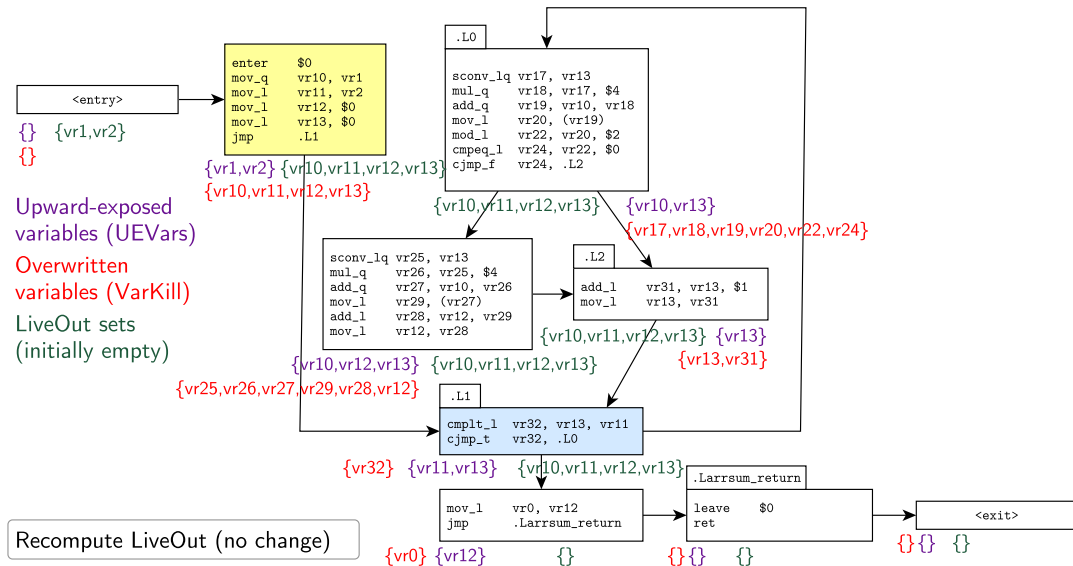 <entry>
{} {vr1,vr2}
{}
enter $0
mov_q vr10, vr1
mov_l vr11, vr2
mov_l vr12, $0
mov_l vr13, $0
jmp .L1
{vr1,vr2} {vr10,vr11,vr12,vr13}
{vr10,vr11,vr12,vr13}
.L0
sconv_lq vr17, vr13
mul_q vr18, vr17, $4
add_q vr19, vr10, vr18
mov_l vr20, (vr19)
mod_l vr22, vr20, $2
cmpeq_l vr24, vr22, $0
cjmp_f vr24, .L2
{vr10,vr11,vr12,vr13} {vr10,vr13}
{vr17,vr18,vr19,vr20,vr22,vr24}
Upward-exposed
variables (UEVars)
Overwritten
variables (VarKill)
LiveOut sets
(initially empty)
sconv_lq vr25, vr13
mul_q vr26, vr25, $4
add_q vr27, vr10, vr26
mov_l vr29, (vr27)
add_l vr28, vr12, vr29
mov_l vr12, vr28
{vr10,vr12,vr13} {vr10,vr11,vr12,vr13}
{vr25,vr26,vr27,vr29,vr28,vr12}
.L2
add_l vr31, vr13, $1
mov_l vr13, vr31
{vr10,vr11,vr12,vr13} {vr13}
{vr13,vr31}
.L1
cmplt_l vr32, vr13, vr11
cjmp_t vr32, .L0
{vr32} {vr11,vr13} {vr10,vr11,vr12,vr13}
mov_l vr0, vr12
jmp .Larrsum_return
{vr0} {vr12} {}
.Larrsum_return
leave $0
ret
{} {} {}
<exit>
{} {} {}
Recompute LiveOut (no change)